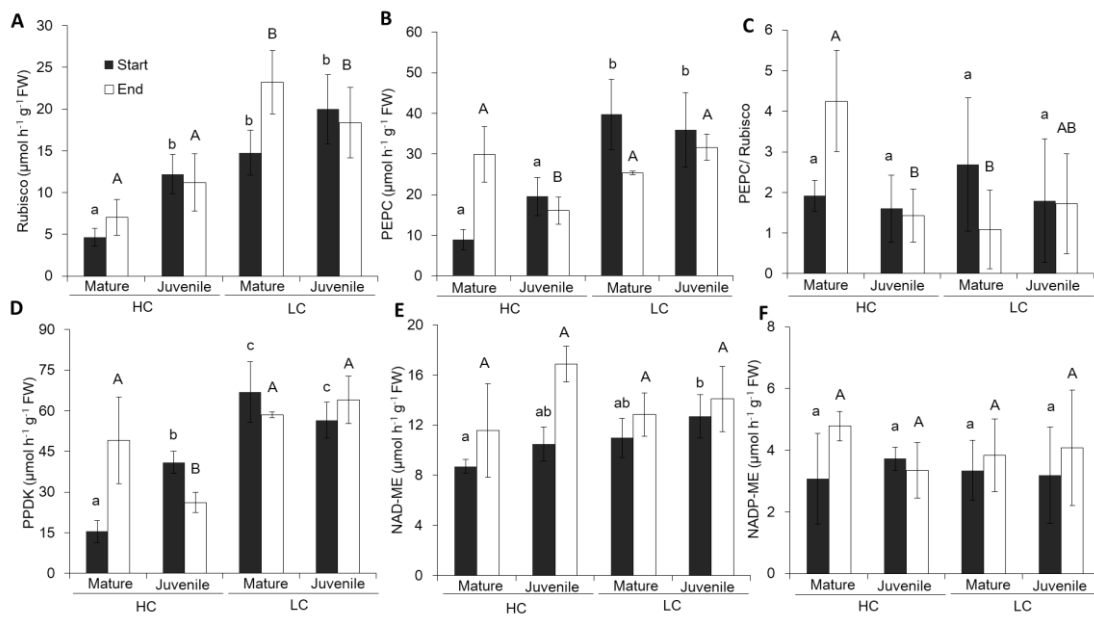 A
Rubisco (μmol h⁻¹ g⁻¹ FW)
30
25
20
15
10
5
0
Start
End
a
A
b
A
b
B
b
B
Mature
Juvenile
Mature
Juvenile
HC
LC
B
PEPC (μmol h⁻¹ g⁻¹ FW)
60
50
40
30
20
10
0
a
A
a
B
b
A
b
A
Mature
Juvenile
Mature
Juvenile
HC
LC
C
PEPC/ Rubisco
6
5
4
3
2
1
0
a
A
a
B
a
B
a
AB
Mature
Juvenile
Mature
Juvenile
HC
LC
D
PPDK (μmol h⁻¹ g⁻¹ FW)
90
75
60
45
30
15
0
a
A
b
B
c
A
c
A
Mature
Juvenile
Mature
Juvenile
HC
LC
E
NAD-ME (μmol h⁻¹ g⁻¹ FW)
20
16
12
8
4
0
a
A
ab
A
ab
A
b
A
Mature
Juvenile
Mature
Juvenile
HC
LC
F
NADP-ME (μmol h⁻¹ g⁻¹ FW)
8
6
4
2
0
a
A
a
A
a
A
a
A
Mature
Juvenile
Mature
Juvenile
HC
LC